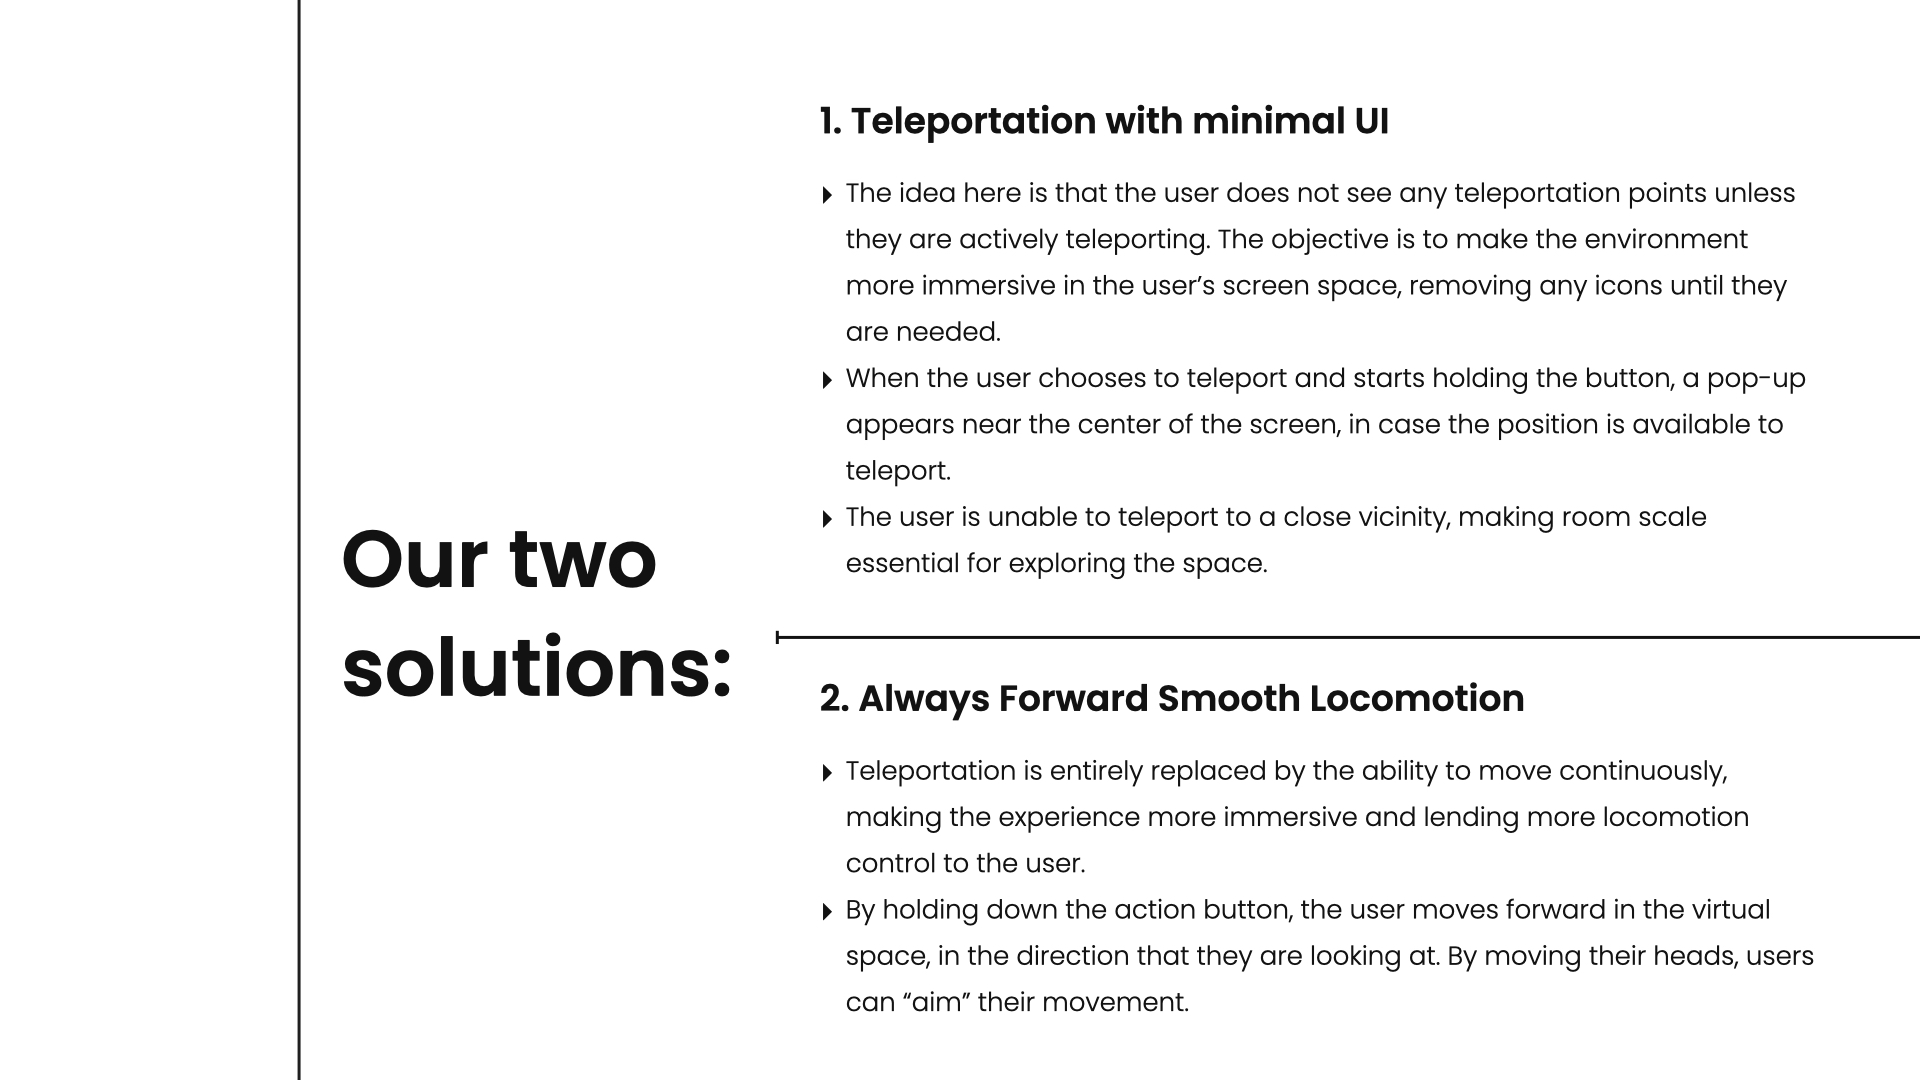 Our two
solutions:
1. Teleportation with minimal UI
The idea here is that the user does not see any teleportation points unless
they are actively teleporting. The objective is to make the environment
more immersive in the user’s screen space, removing any icons until they
are needed.
When the user chooses to teleport and starts holding the button, a pop-up
appears near the center of the screen, in case the position is available to
teleport.
The user is unable to teleport to a close vicinity, making room scale
essential for exploring the space.
2. Always Forward Smooth Locomotion
Teleportation is entirely replaced by the ability to move continuously,
making the experience more immersive and lending more locomotion
control to the user.
By holding down the action button, the user moves forward in the virtual
space, in the direction that they are looking at. By moving their heads, users
can “aim” their movement.